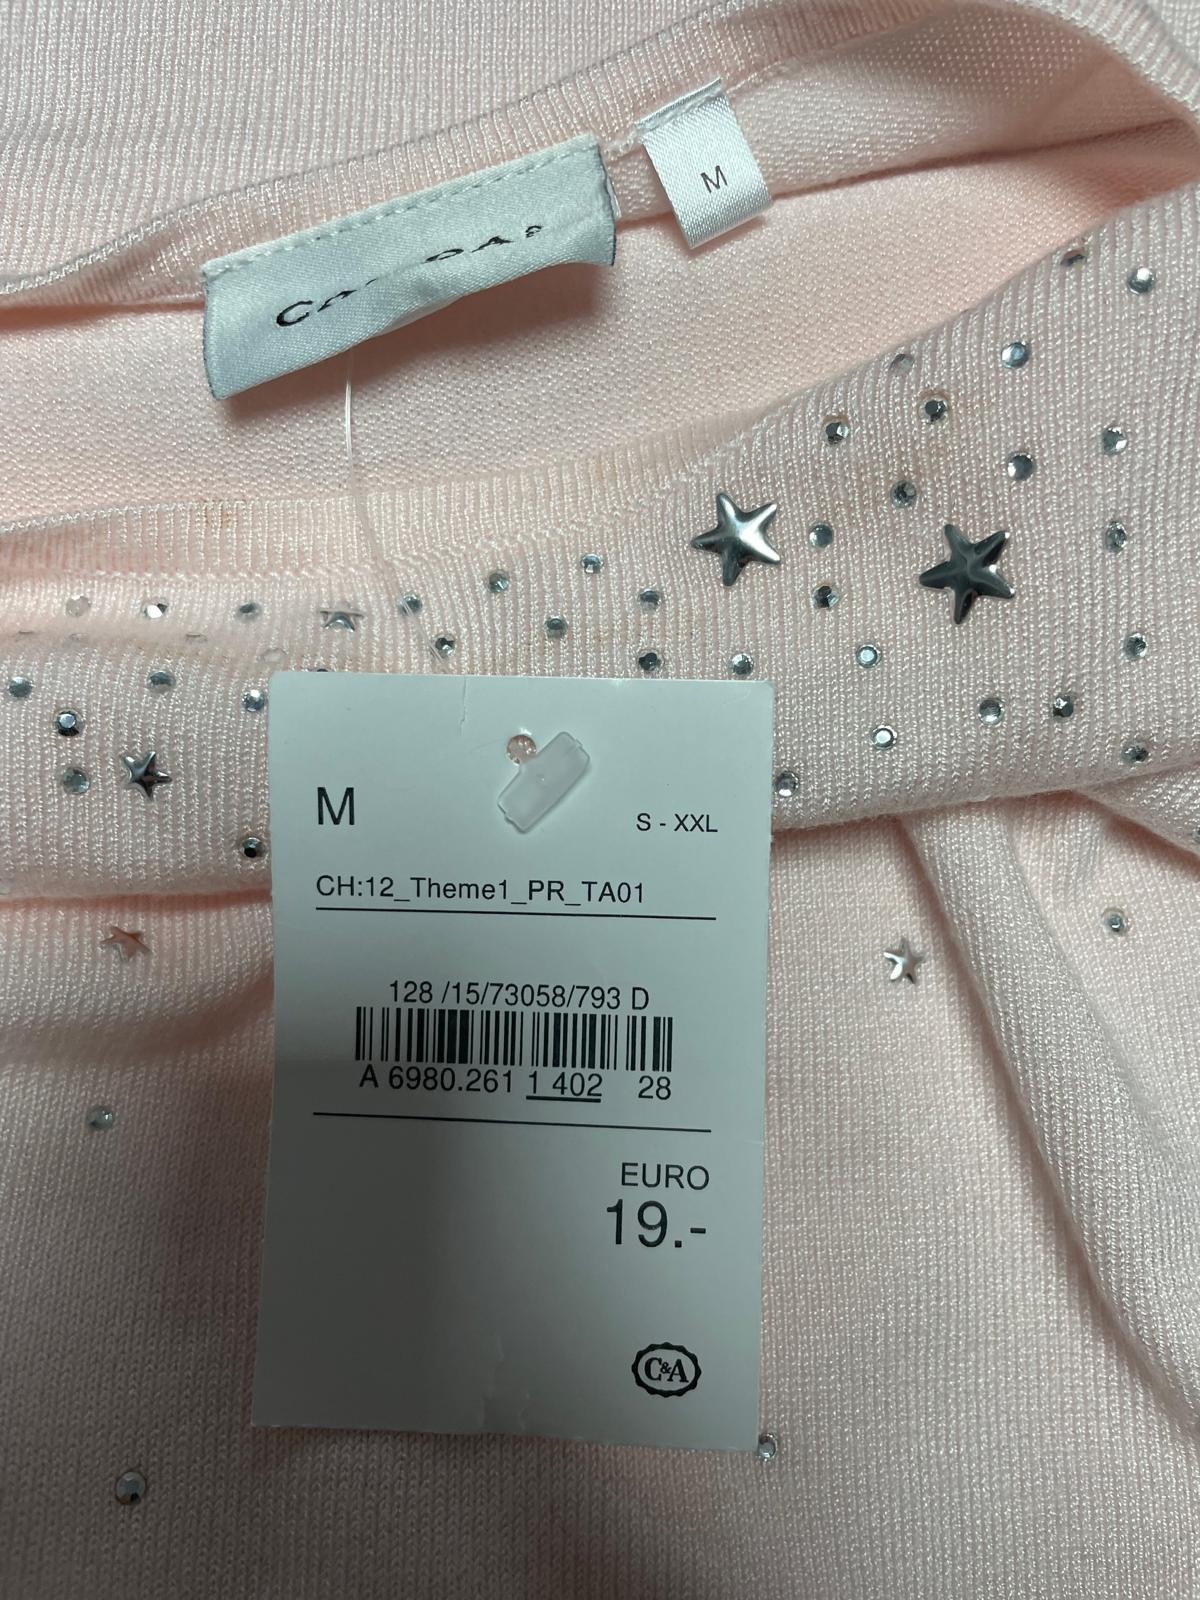 M
M
S - XXL
CH:12_Theme1_PR_TA01
128 /15/73058/793 D
A 6980.261 1 402 28
EURO
19.-
C&A